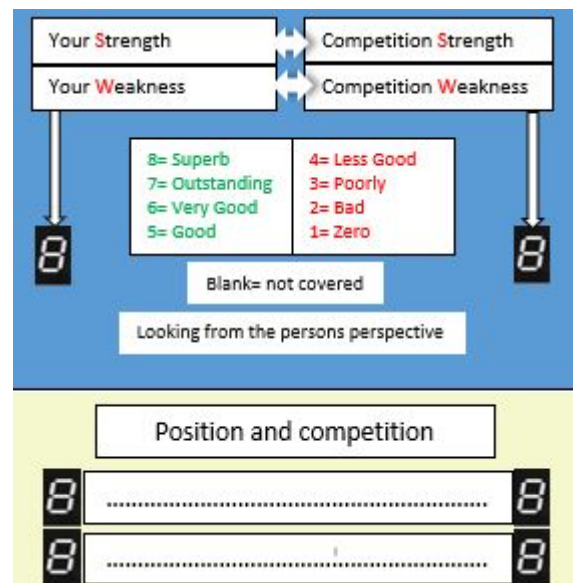 Your Strength
Competition Strength
Your Weakness
Competition Weakness
8= Superb
7= Outstanding
6= Very Good
5= Good
4= Less Good
3= Poorly
2= Bad
1= Zero
8
8
Blank= not covered
Looking from the persons perspective
Position and competition
8 ........................................................... 8
8 ........................................................... 8